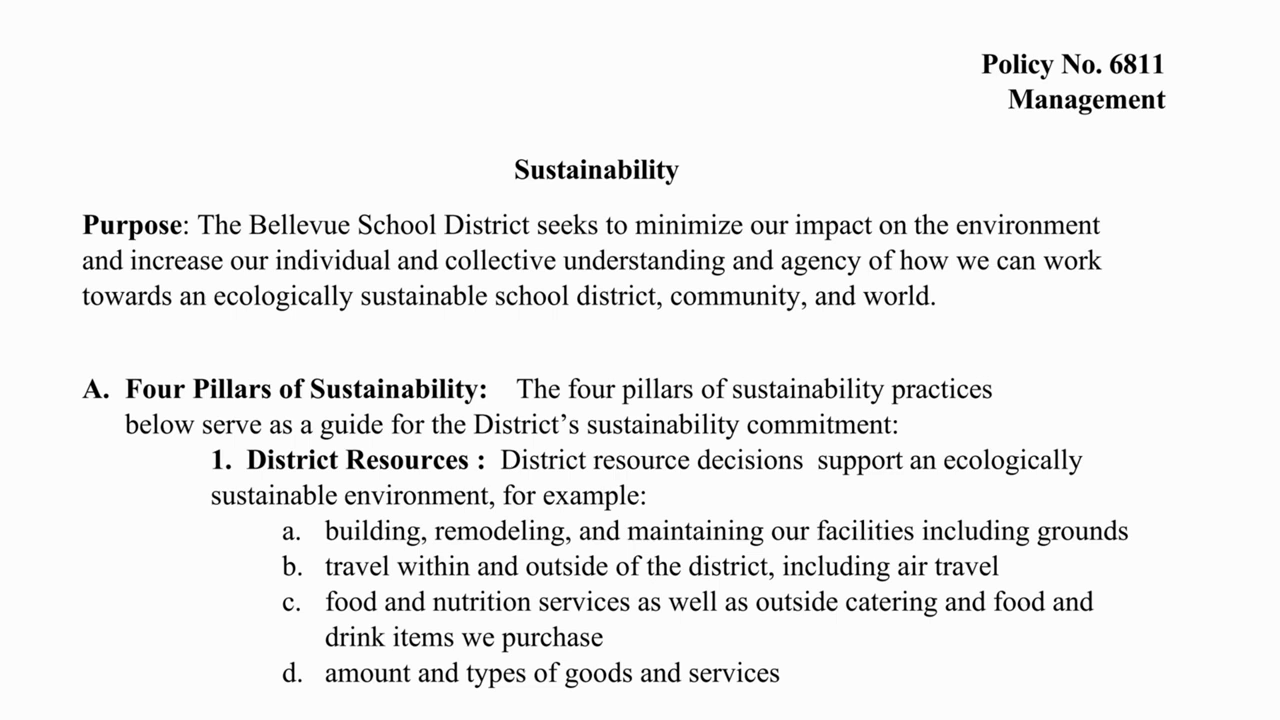 Policy No. 6811
Management
Sustainability
Purpose: The Bellevue School District seeks to minimize our impact on the environment
and increase our individual and collective understanding and agency of how we can work
towards an ecologically sustainable school district, community, and world.
A. Four Pillars of Sustainability: The four pillars of sustainability practices
below serve as a guide for the District’s sustainability commitment:
1. District Resources : District resource decisions support an ecologically
sustainable environment, for example:
a. building, remodeling, and maintaining our facilities including grounds
b. travel within and outside of the district, including air travel
c. food and nutrition services as well as outside catering and food and
drink items we purchase
d. amount and types of goods and services